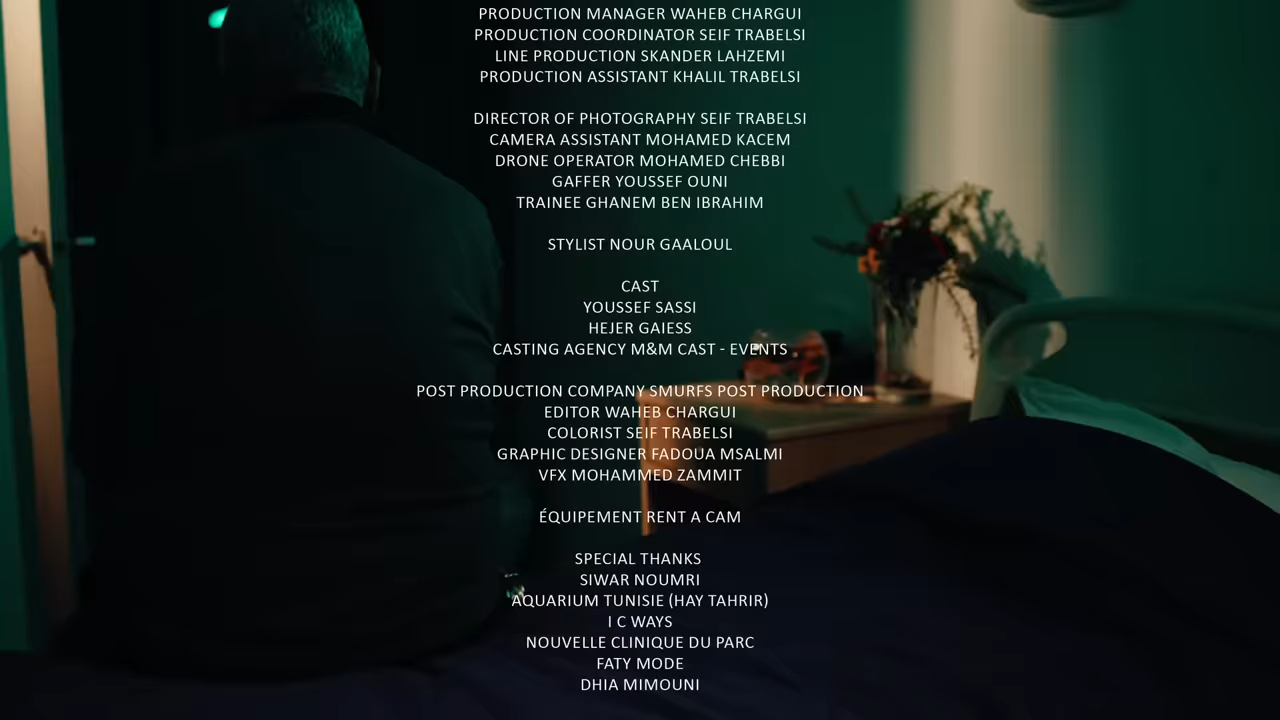 PRODUCTION MANAGER WAHEB CHARGUI
PRODUCTION COORDINATOR SEIF TRABELSI
LINE PRODUCTION SKANDER LAHZEMI
PRODUCTION ASSISTANT KHALIL TRABELSI
DIRECTOR OF PHOTOGRAPHY SEIF TRABELSI
CAMERA ASSISTANT MOHAMED KACEM
DRONE OPERATOR MOHAMED CHEBBI
GAFFER YOUSSEF OUNI
TRAINEE GHANEM BEN IBRAHIM
STYLIST NOUR GAALOUL
CAST
YOUSSEF SASSI
HEJER GAIESS
CASTING AGENCY M&M CAST - EVENTS
POST PRODUCTION COMPANY SMURFS POST PRODUCTION
EDITOR WAHEB CHARGUI
COLORIST SEIF TRABELSI
GRAPHIC DESIGNER FADOUA MSALMI
VFX MOHAMMED ZAMMIT
ÉQUIPEMENT RENT A CAM
SPECIAL THANKS
SIWAR NOUMRI
AQUARIUM TUNISIE (HAY TAHRIR)
I C WAYS
NOUVELLE CLINIQUE DU PARC
FATY MODE
DHIA MIMOUNI